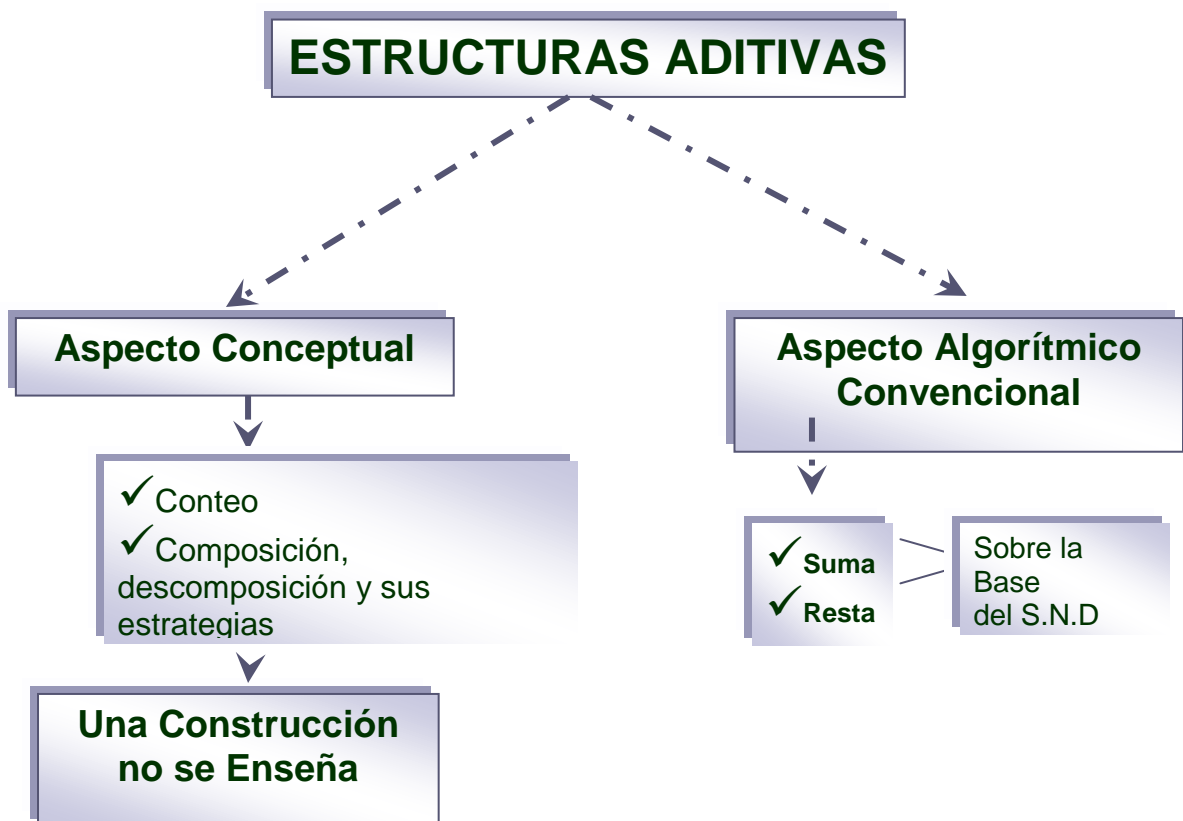 ESTRUCTURAS ADITIVAS
Aspecto Conceptual
✓Conteo
✓Composición,
descomposición y sus
estrategias
Una Construcción
no se Enseña
Aspecto Algorítmico
Convencional
✓Suma
✓Resta
Sobre la
Base
del S.N.D